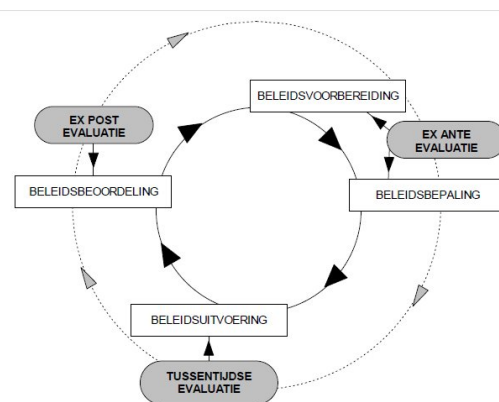 BELEIDSVOORBEREIDING
EX POST
EVALUATIE
EX ANTE
EVALUATIE
BELEIDSBEOORDELING
BELEIDSBEPALING
BELEIDSUITVOERING
TUSSENTIJDSE
EVALUATIE